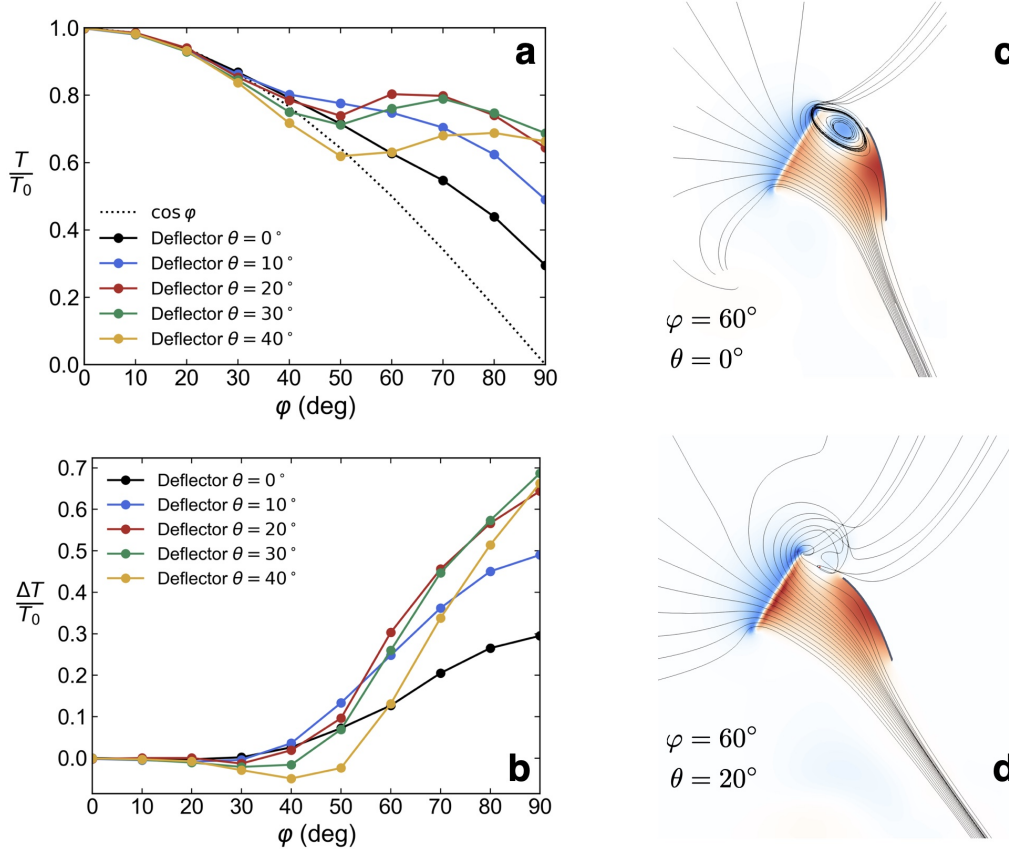 a
1.0
0.8
0.6
0.4
0.2
0.0
T
T₀
cos φ
Deflector θ = 0°
Deflector θ = 10°
Deflector θ = 20°
Deflector θ = 30°
Deflector θ = 40°
0 10 20 30 40 50 60 70 80 90
φ (deg)
c
φ = 60°
θ = 0°
0.7
0.6
0.5
0.4
0.3
0.2
0.1
0.0
ΔT
T₀
Deflector θ = 0°
Deflector θ = 10°
Deflector θ = 20°
Deflector θ = 30°
Deflector θ = 40°
b
0 10 20 30 40 50 60 70 80 90
φ (deg)
φ = 60°
θ = 20°
d